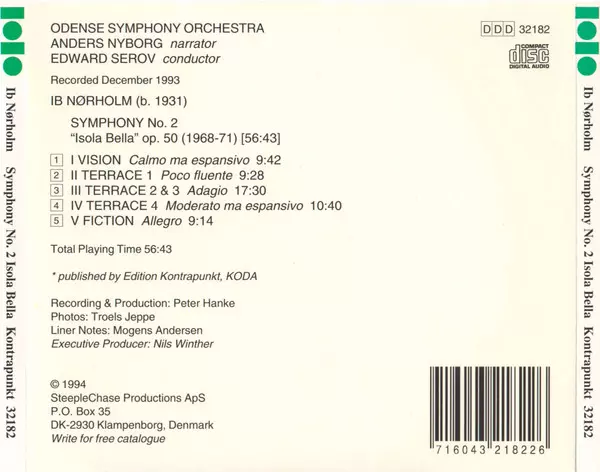 ODENSE SYMPHONY ORCHESTRA
ANDERS NYBORG narrator
EDWARD SEROV conductor
DDD 32182
COMPACT
disc
DIGITAL AUDIO
Recorded December 1993
IB NØRHOLM (b. 1931)
SYMPHONY No. 2
“Isola Bella” op. 50 (1968-71) [56:43]
1 I VISION Calmo ma espansivo 9:42
2 II TERRACE 1 Poco fluente 9:28
3 III TERRACE 2 & 3 Adagio 17:30
4 IV TERRACE 4 Moderato ma espansivo 10:40
5 V FICTION Allegro 9:14
Total Playing Time 56:43
* published by Edition Kontrapunkt, KODA
Recording & Production: Peter Hanke
Photos: Troels Jeppe
Liner Notes: Mogens Andersen
Executive Producer: Nils Winther
© 1994
SteepleChase Productions ApS
P.O. Box 35
DK-2930 Klampenborg, Denmark
Write for free catalogue
7 16043 218226
Ib Nørholm Symphony No. 2 Isola Bella Kontrapunkt 32182
Ib Nørholm Symphony No. 2 Isola Bella Kontrapunkt 32182